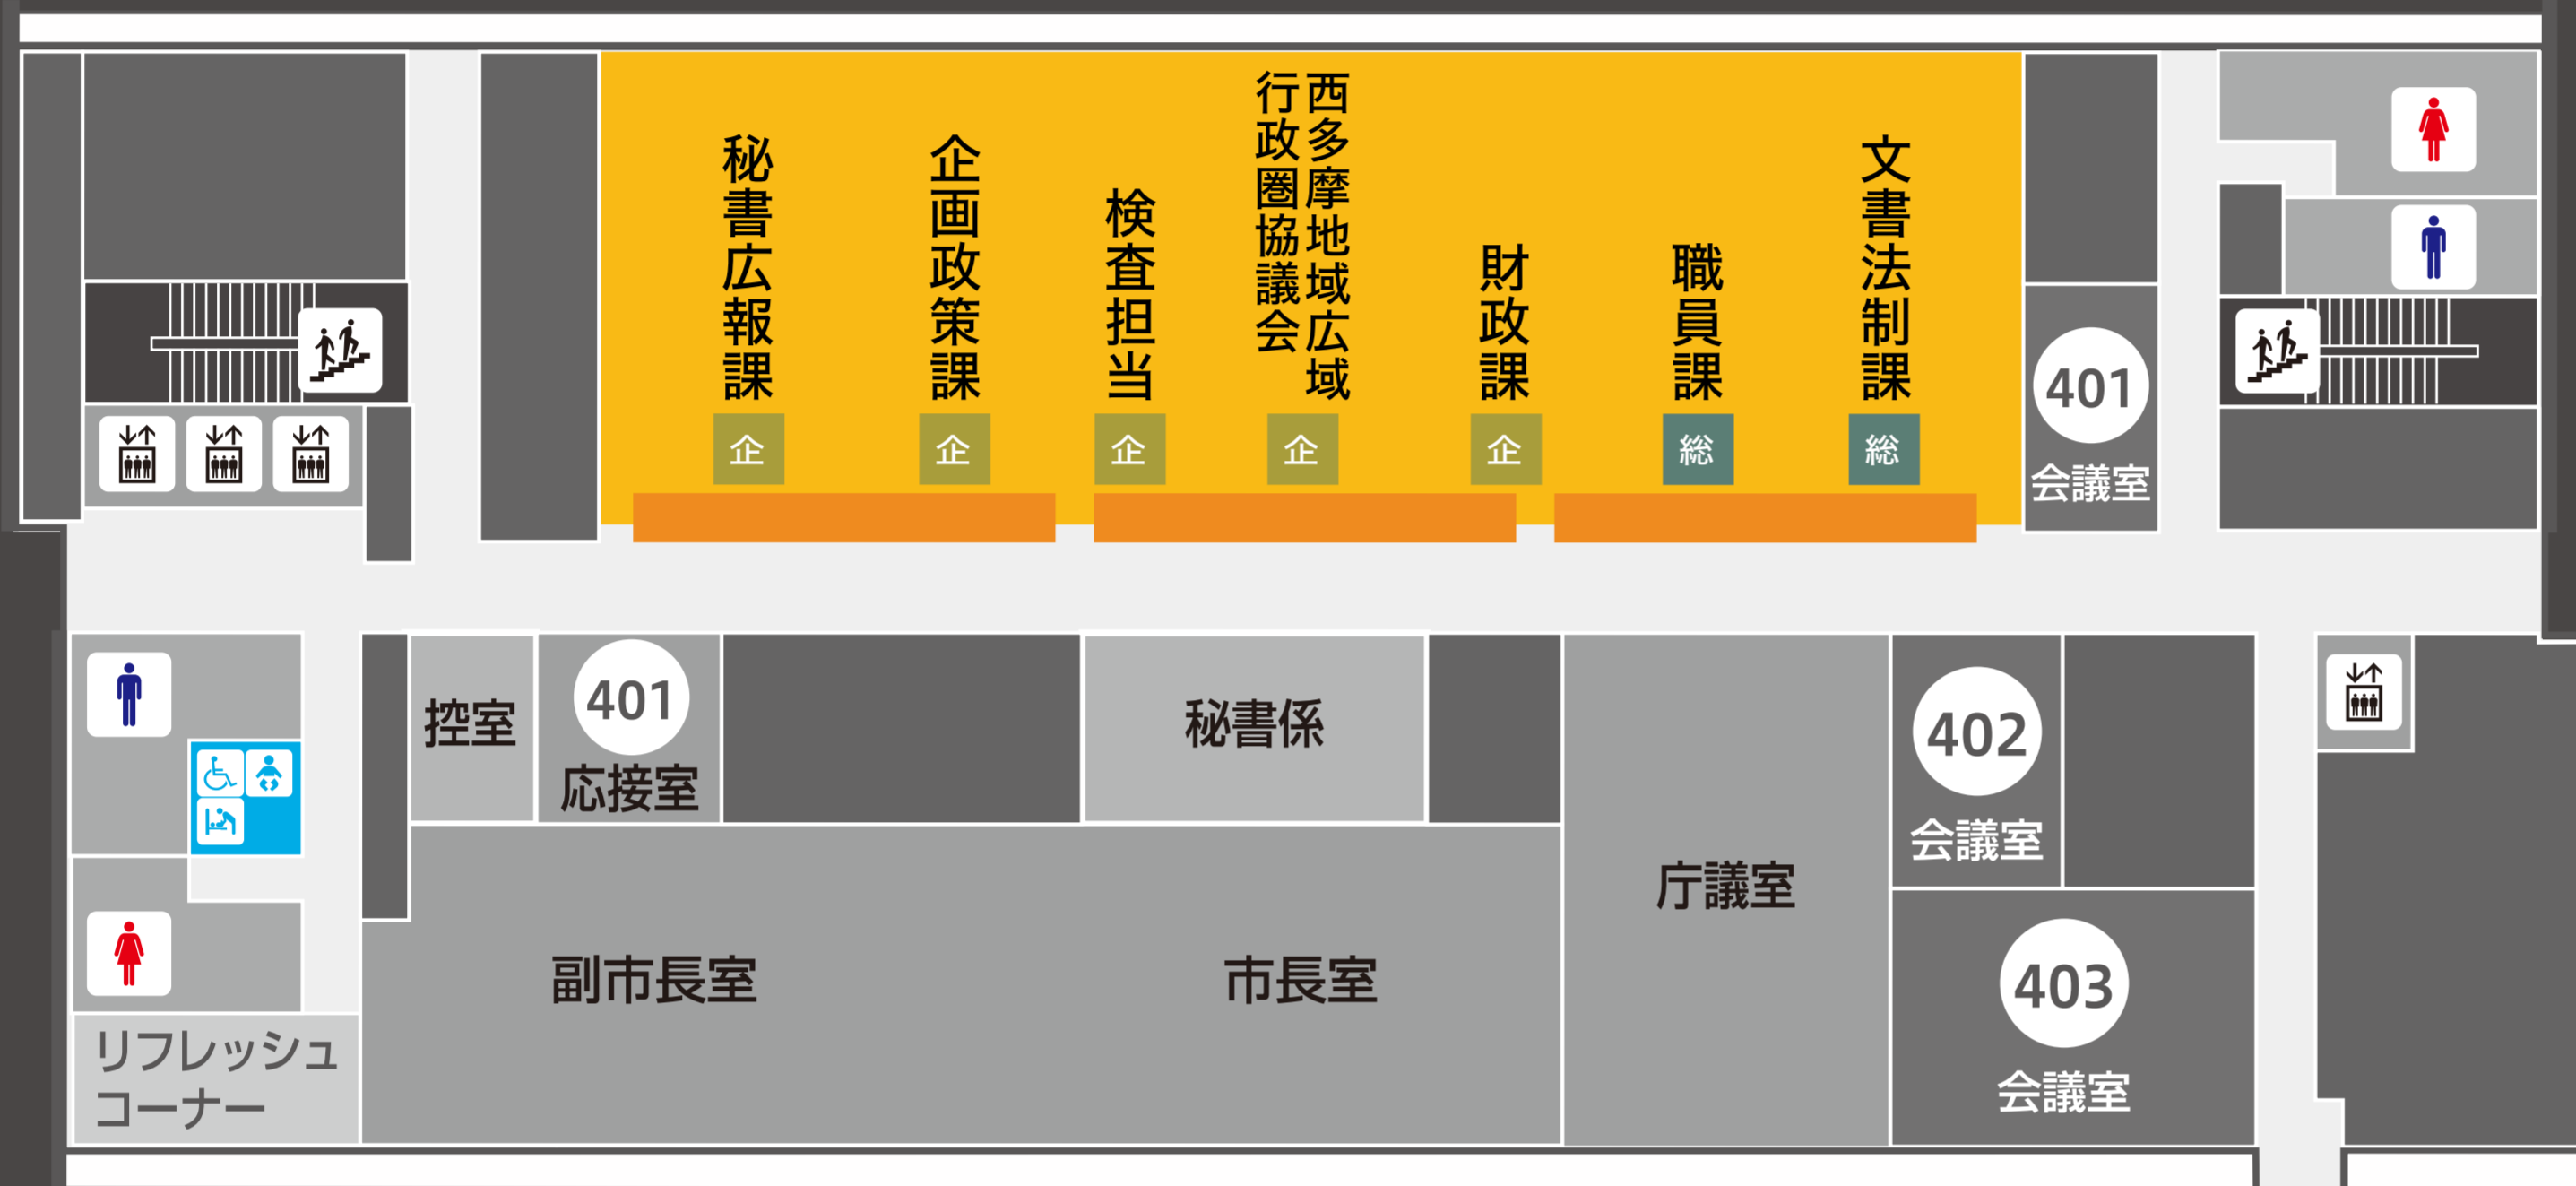 秘書広報課
企
企画政策課
企
検査担当
企
西多摩地域広域
行政圏協議会
企
財政課
企
職員課
総
文書法制課
総
401
会議室
控室
401
応接室
秘書係
庁議室
402
会議室
403
会議室
副市長室
市長室
リフレッシュ
コーナー